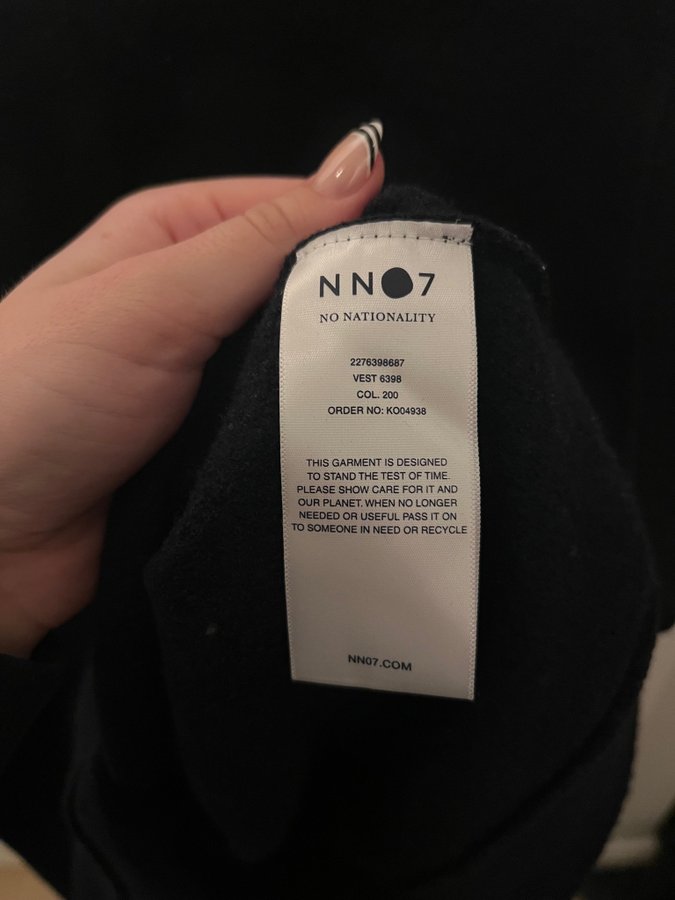 NN07
NO NATIONALITY
2276398687
VEST 6398
COL. 200
ORDER NO: KO04938
THIS GARMENT IS DESIGNED
TO STAND THE TEST OF TIME.
PLEASE SHOW CARE FOR IT AND
OUR PLANET. WHEN NO LONGER
NEEDED OR USEFUL PASS IT ON
TO SOMEONE IN NEED OR RECYCLE
NN07.COM